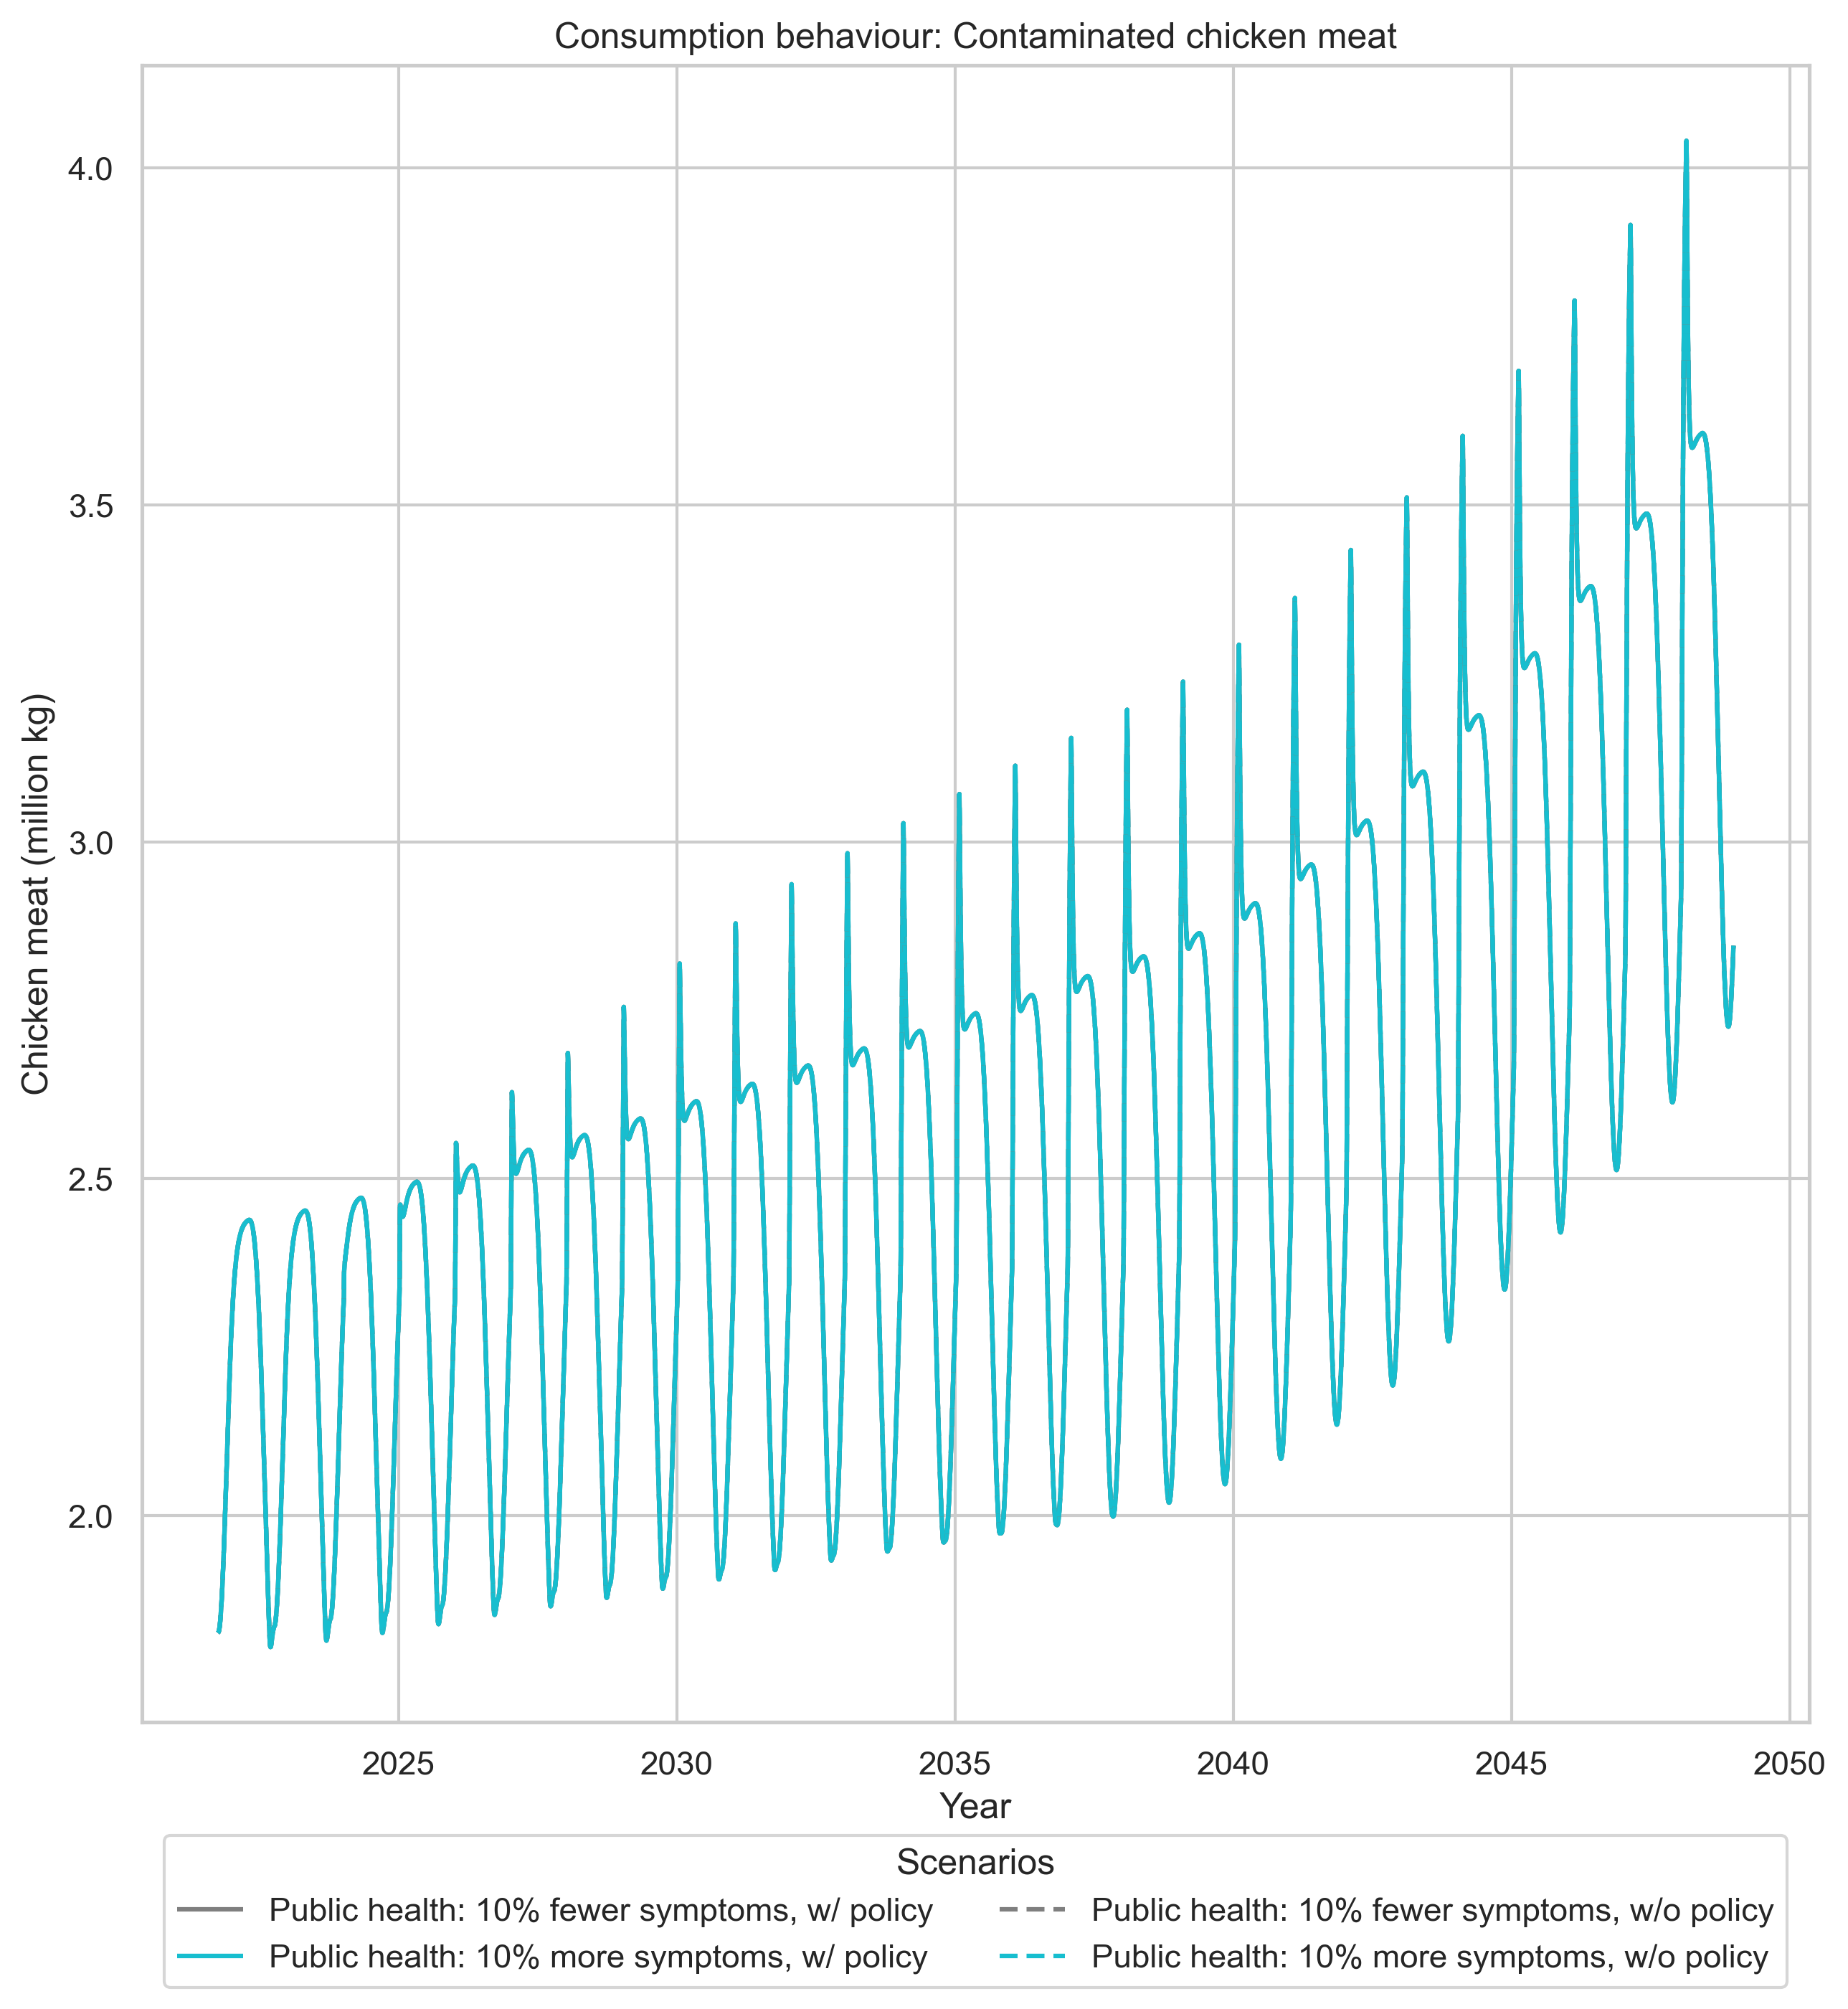 Consumption behaviour: Contaminated chicken meat
4.0
3.5
3.0
2.5
2.0
Chicken meat (million kg)
2025 2030 2035 2040 2045 2050
Year
Scenarios
Public health: 10% fewer symptoms, w/ policy
Public health: 10% more symptoms, w/ policy
Public health: 10% fewer symptoms, w/o policy
Public health: 10% more symptoms, w/o policy